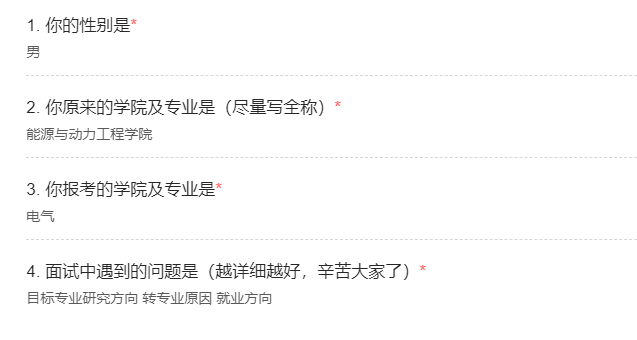 1. 你的性别是*
男
2. 你原来的学院及专业是（尽量写全称）*
能源与动力工程学院
3. 你报考的学院及专业是*
电气
4. 面试中遇到的问题是（越详细越好，辛苦大家了）*
目标专业研究方向 转专业原因 就业方向